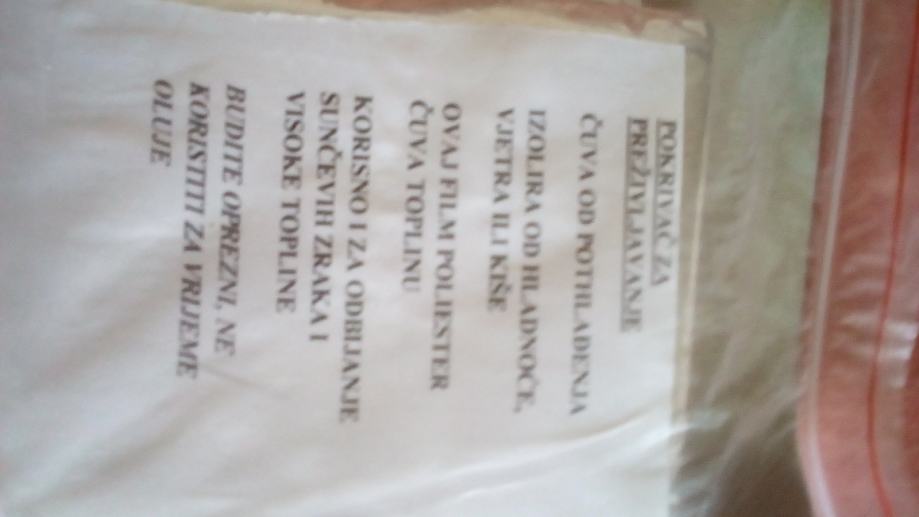 POKRIVAČ ZA
PREŽIVLJAVANJE
ČUVA OD POTHLAĐENJA
IZOLIRA OD HLADNOĆE,
VJETRA ILI KIŠE
OVAJ FILM POLIESTER
ČUVA TOPLINU
KORISNO I ZA ODBIJANJE
SUNČEVIH ZRAKA I
VISOKE TOPLINE
BUDITE OPREZNI, NE
KORISTITI ZA VRIJEME
OLUJE